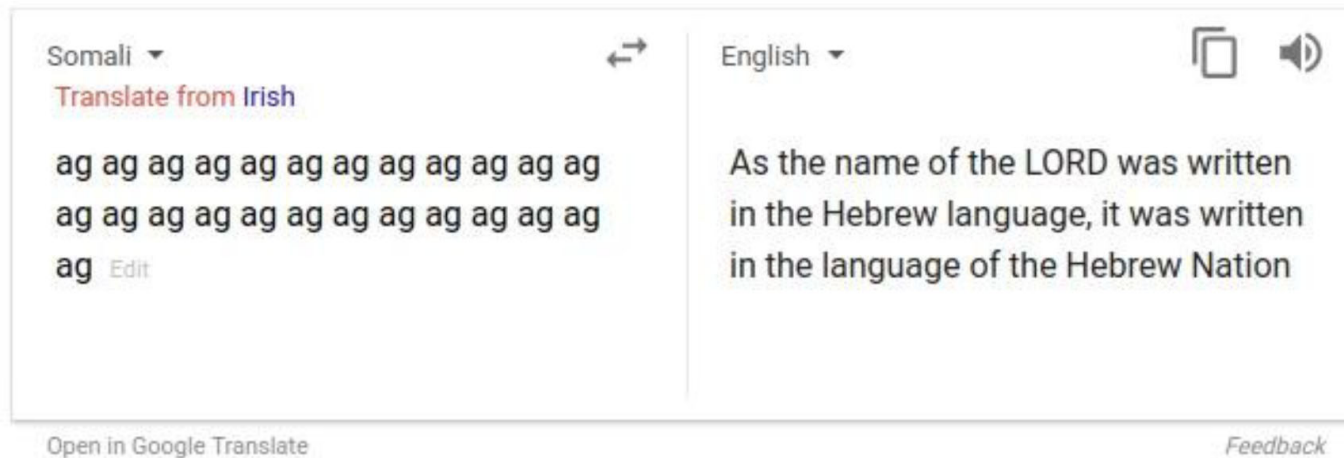 Somali English
Translate from Irish
ag ag ag ag ag ag ag ag ag ag ag ag
ag ag ag ag ag ag ag ag ag ag ag ag
ag Edit
As the name of the LORD was written
in the Hebrew language, it was written
in the language of the Hebrew Nation
Open in Google Translate Feedback